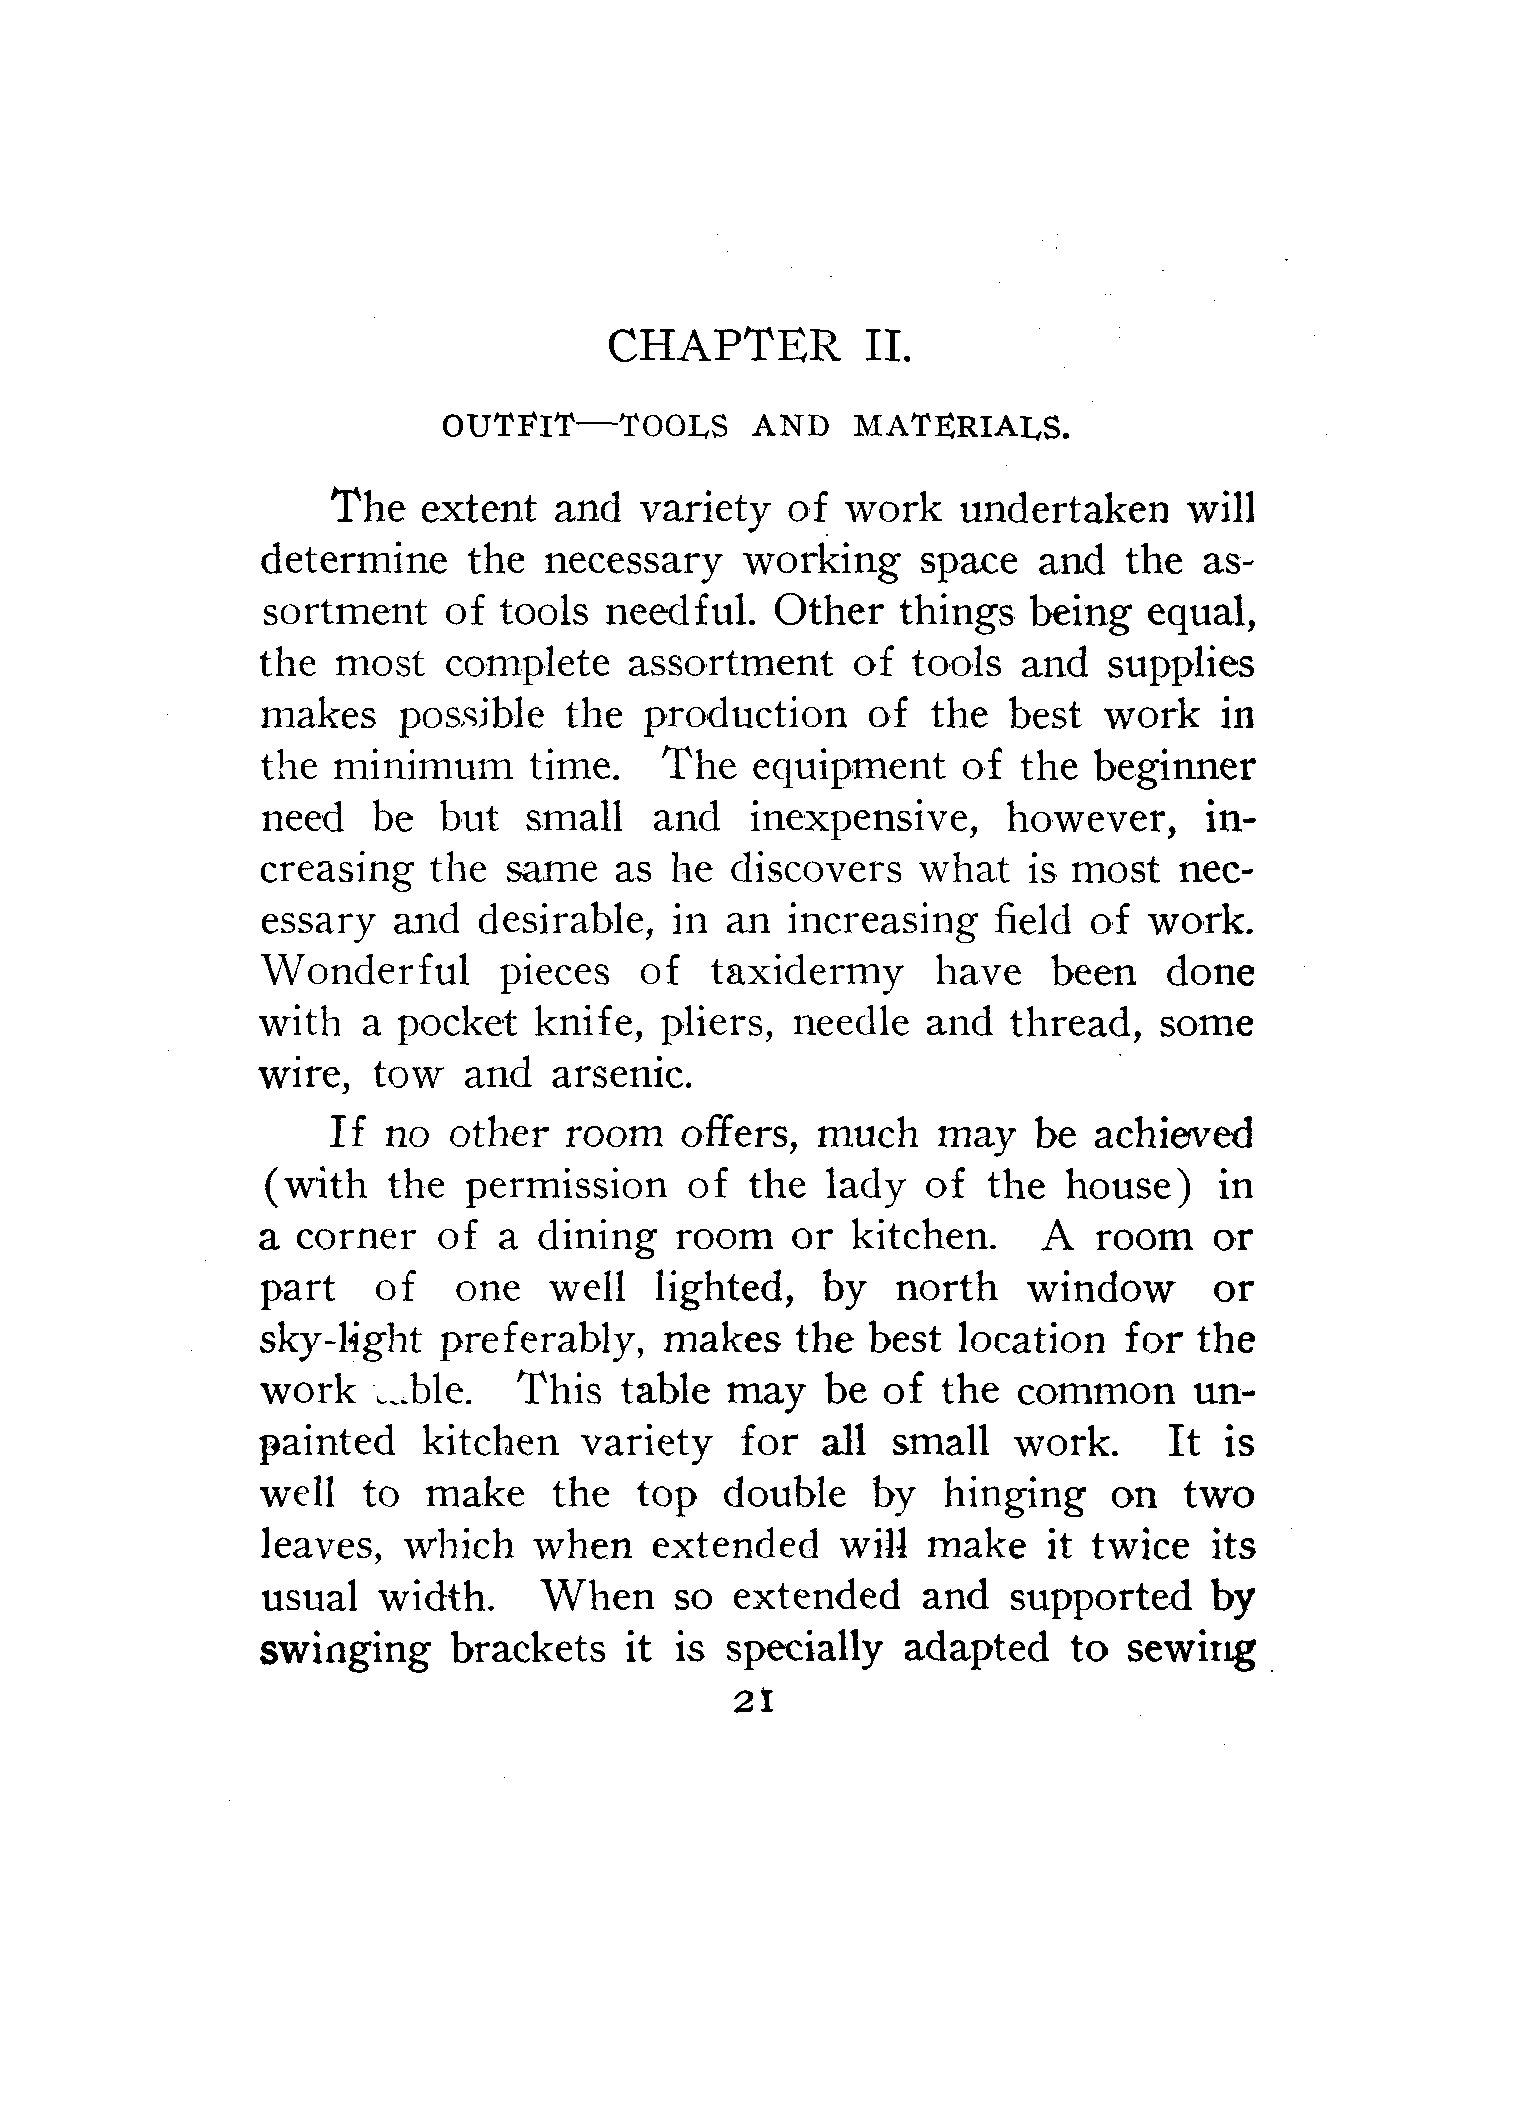 CHAPTER II.
OUTFIT—TOOLS AND MATERIALS.
The extent and variety of work undertaken will
determine the necessary working space and the as-
sortment of tools needful. Other things being equal,
the most complete assortment of tools and supplies
makes possible the production of the best work in
the minimum time. The equipment of the beginner
need be but small and inexpensive, however, in-
creasing the same as he discovers what is most nec-
essary and desirable, in an increasing field of work.
Wonderful pieces of taxidermy have been done
with a pocket knife, pliers, needle and thread, some
wire, tow and arsenic.
If no other room offers, much may be achieved
(with the permission of the lady of the house) in
a corner of a dining room or kitchen. A room or
part of one well lighted, by north window or
sky-light preferably, makes the best location for the
work ble. This table may be of the common un-
painted kitchen variety for all small work. It is
well to make the top double by hinging on two
leaves, which when extended will make it twice its
usual width. When so extended and supported by
swinging brackets it is specially adapted to sewing
21